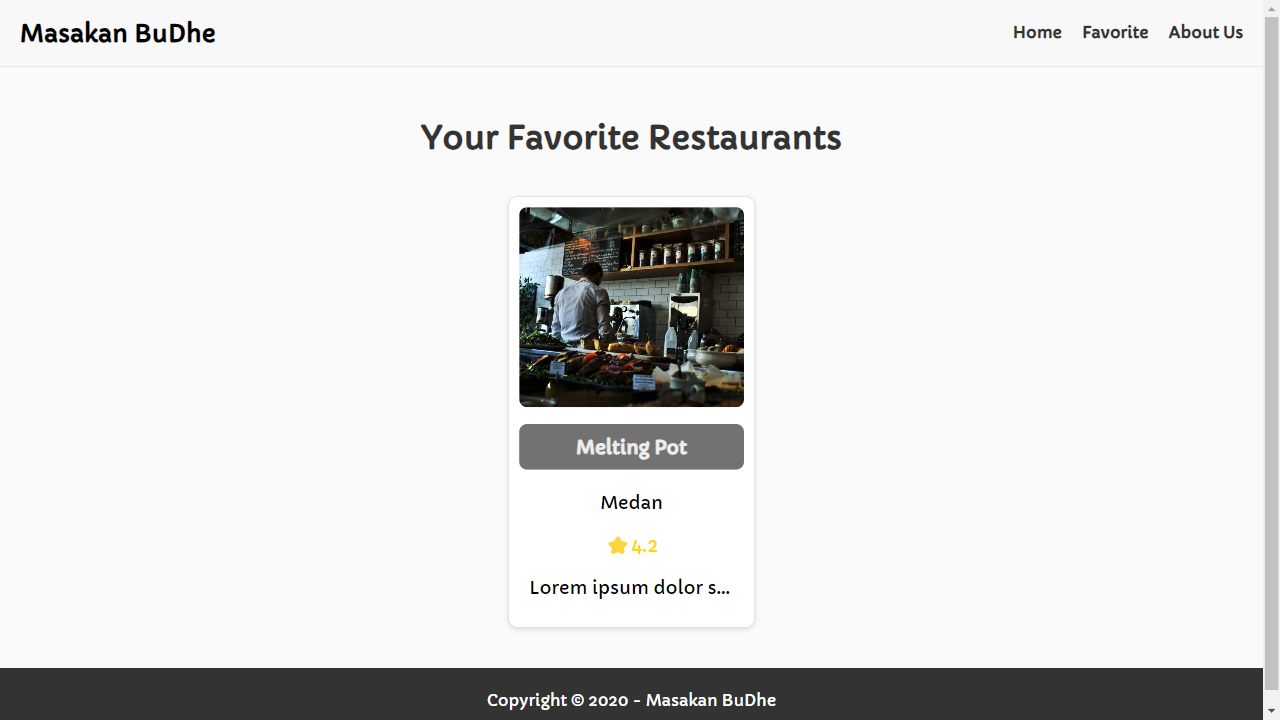 Masakan BuDhe
Home Favorite About Us
Your Favorite Restaurants
Melting Pot
Medan
4.2
Lorem ipsum dolor s...
Copyright © 2020 - Masakan BuDhe